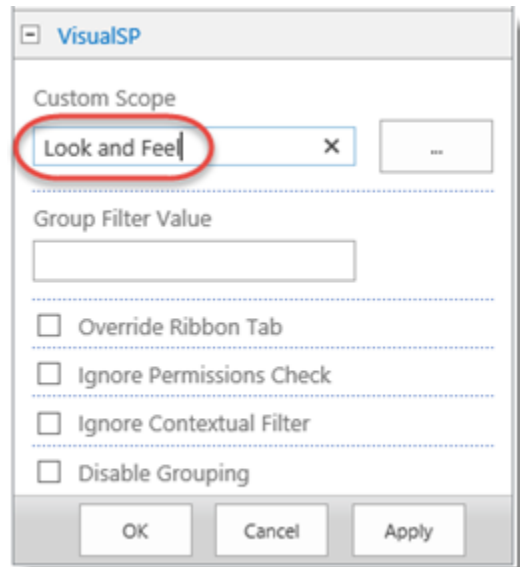 VisualSP
Custom Scope
Look and Feel
...
Group Filter Value
Override Ribbon Tab
Ignore Permissions Check
Ignore Contextual Filter
Disable Grouping
OK Cancel Apply